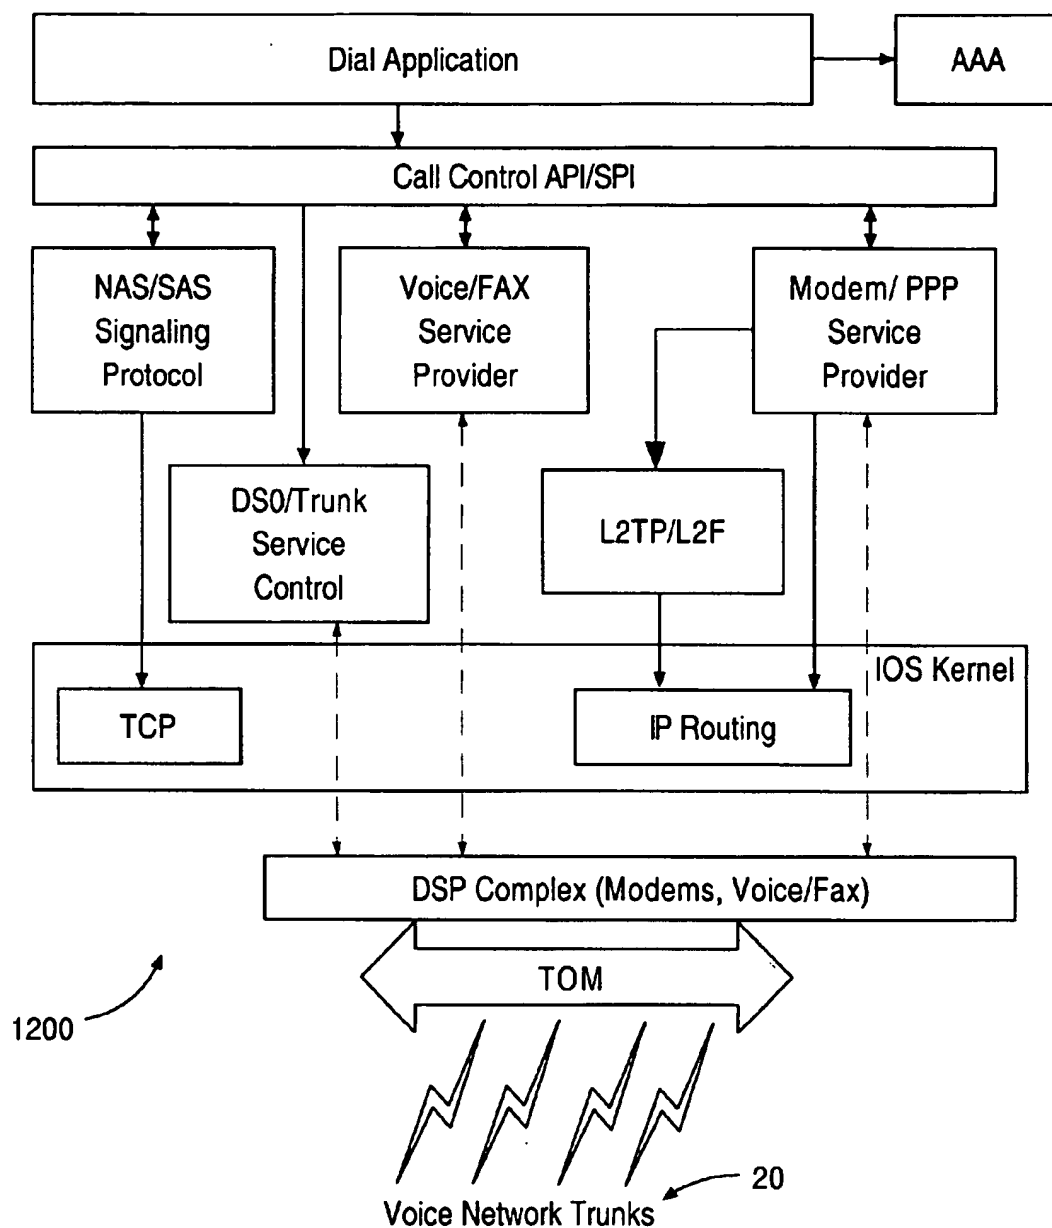 Dial Application
AAA
Call Control API/SPI
NAS/SAS
Signaling
Protocol
Voice/FAX
Service
Provider
Modem/ PPP
Service
Provider
DS0/Trunk
Service
Control
L2TP/L2F
IOS Kernel
TCP
IP Routing
DSP Complex (Modems, Voice/Fax)
TOM
1200
20
Voice Network Trunks